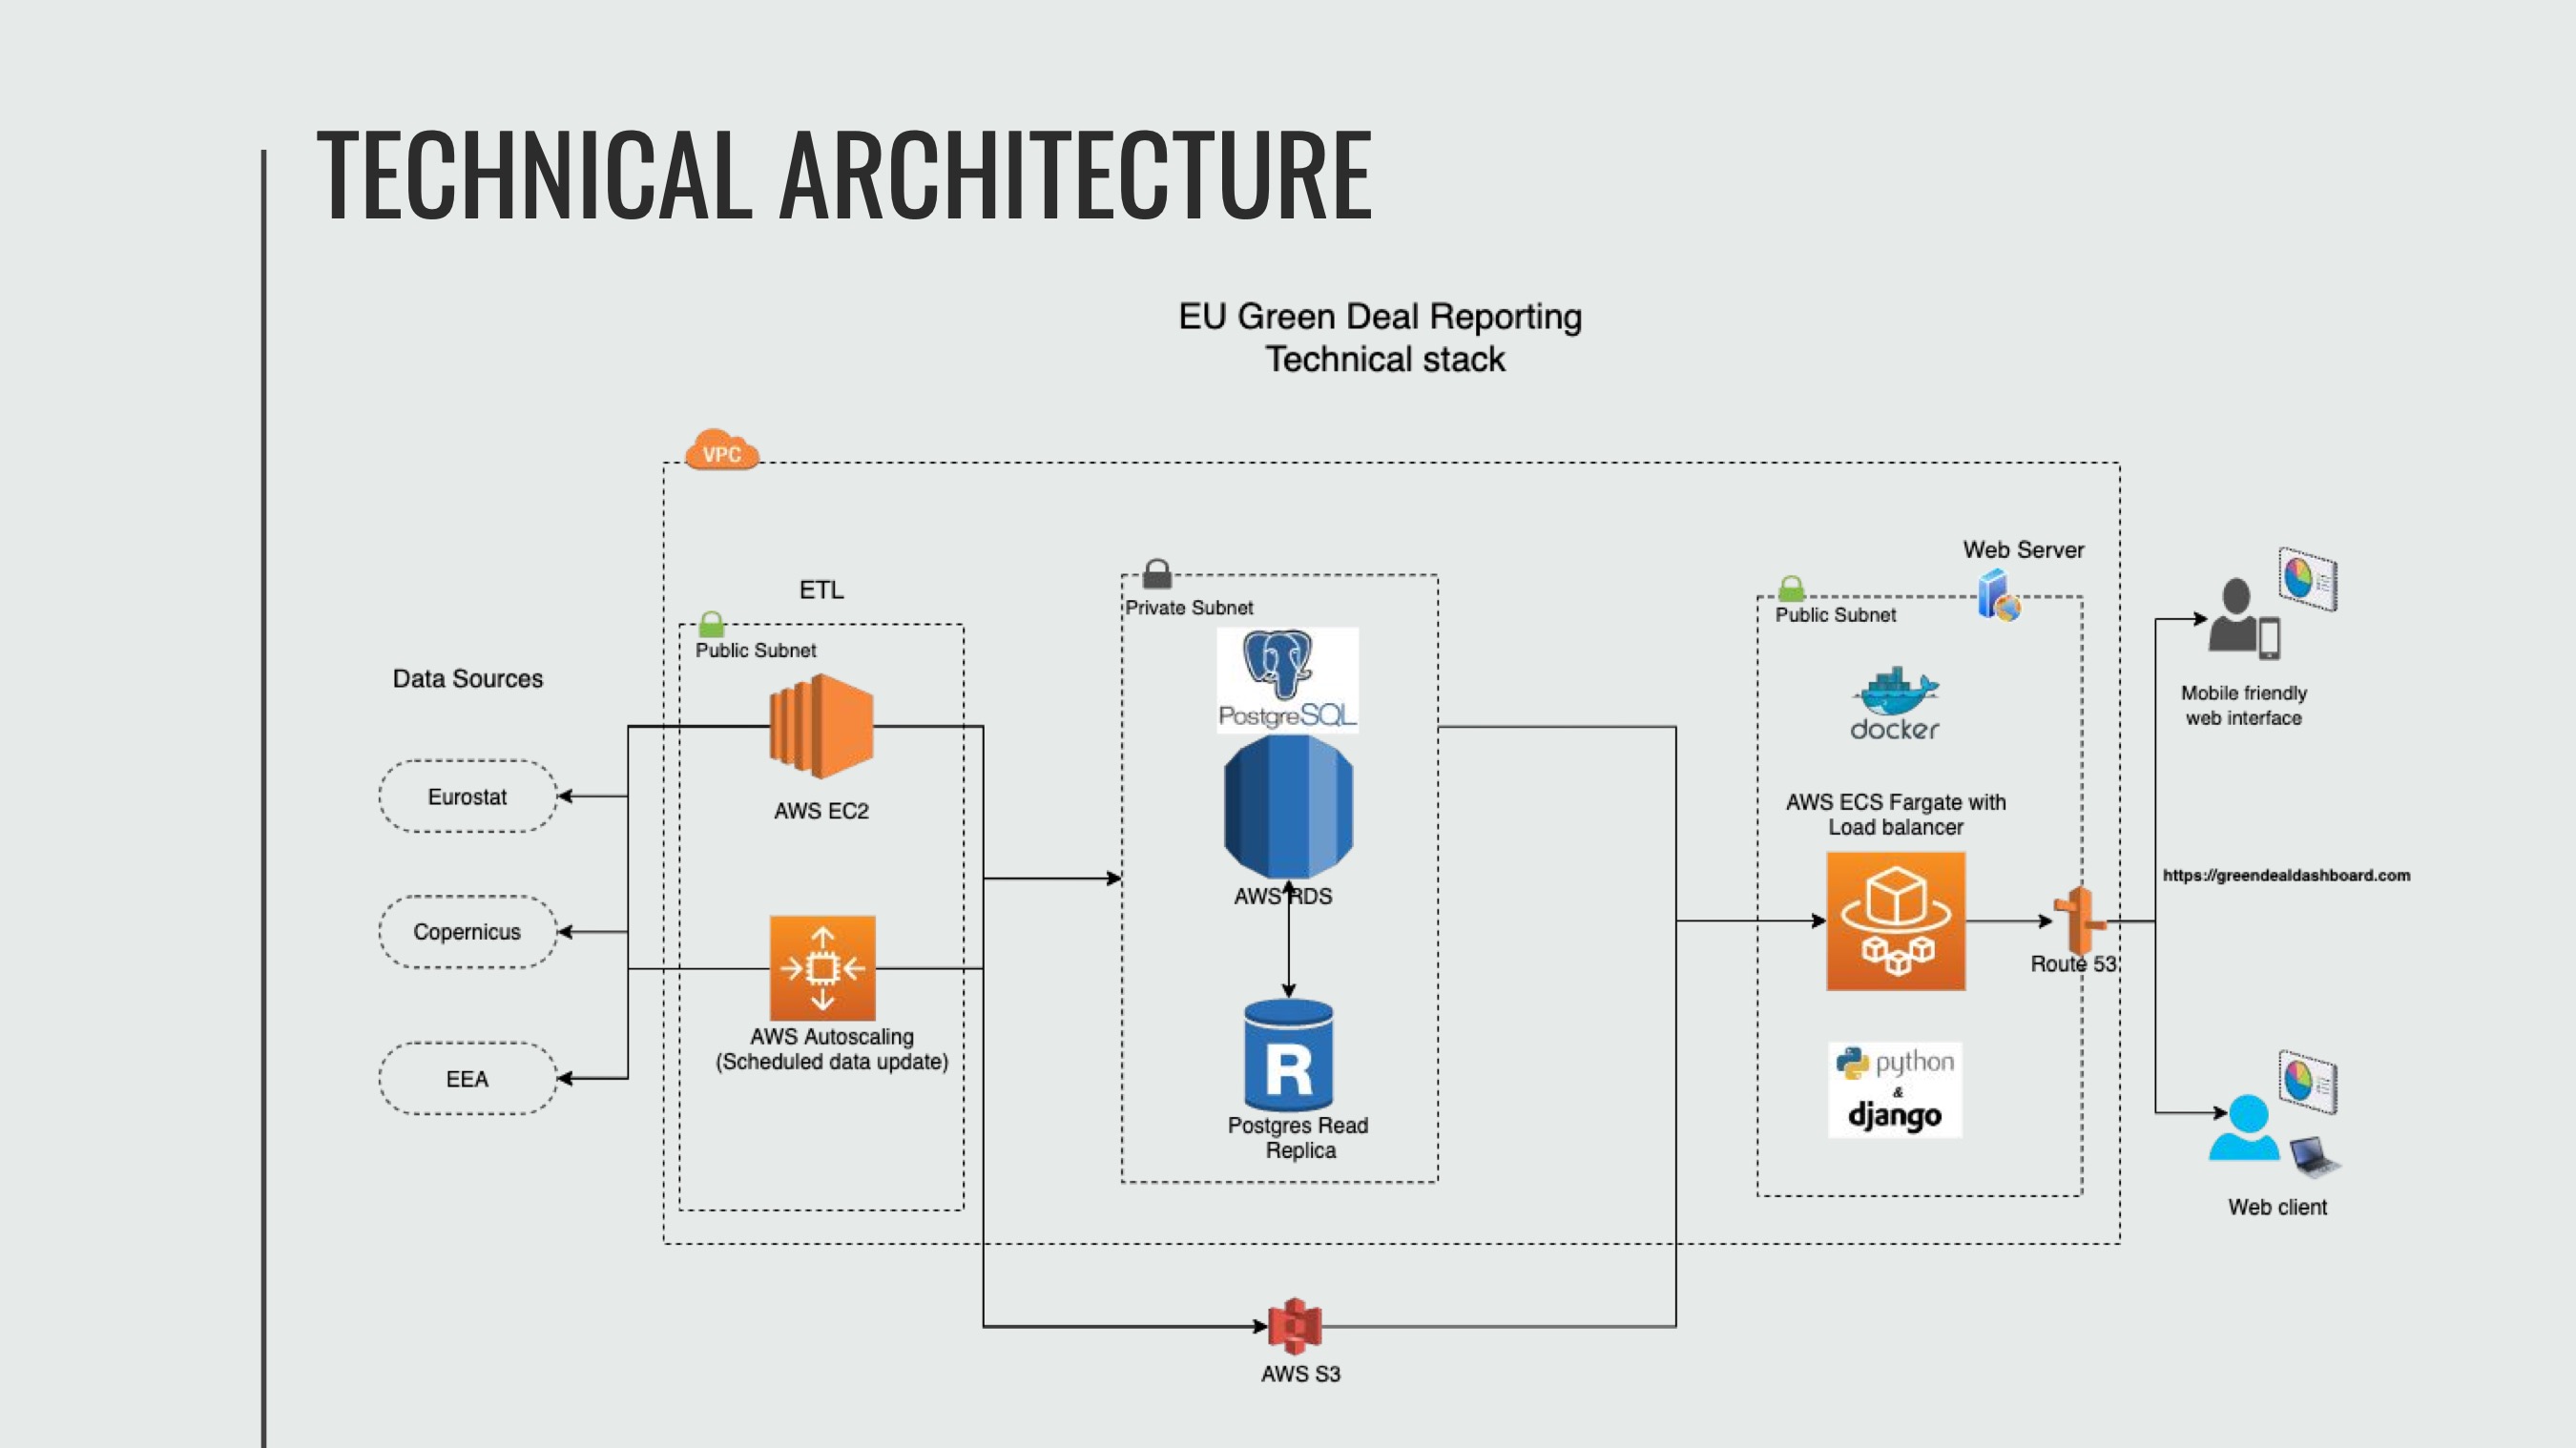 TECHNICAL ARCHITECTURE
EU Green Deal Reporting
Technical stack
VPC
Data Sources
Eurostat
Copernicus
EEA
ETL
Public Subnet
AWS EC2
AWS Autoscaling
(Scheduled data update)
Private Subnet
PostgreSQL
AWS RDS
R
Postgres Read
Replica
AWS S3
Web Server
Public Subnet
docker
AWS ECS Fargate with
Load balancer
python
&
django
Route 53
Mobile friendly
web interface
https://greendealdashboard.com
Web client